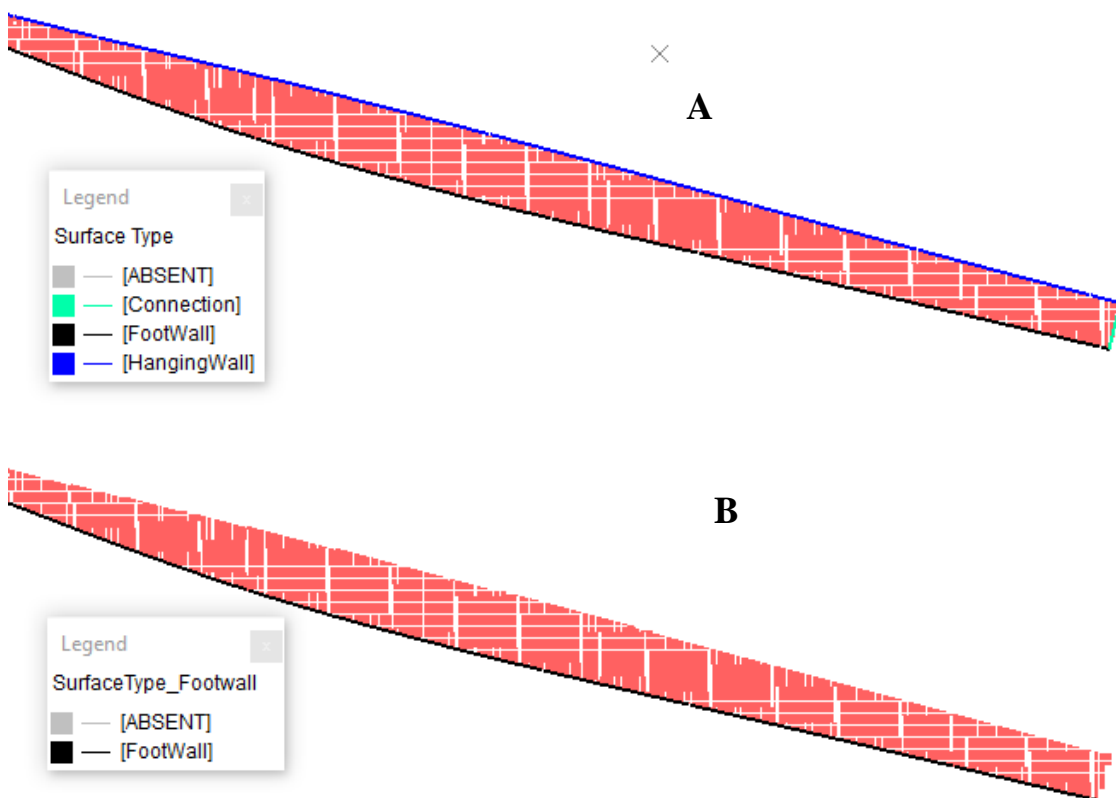 A
Legend
x
Surface Type
[ABSENT]
[Connection]
[FootWall]
[HangingWall]
B
Legend
x
SurfaceType_Footwall
[ABSENT]
[FootWall]